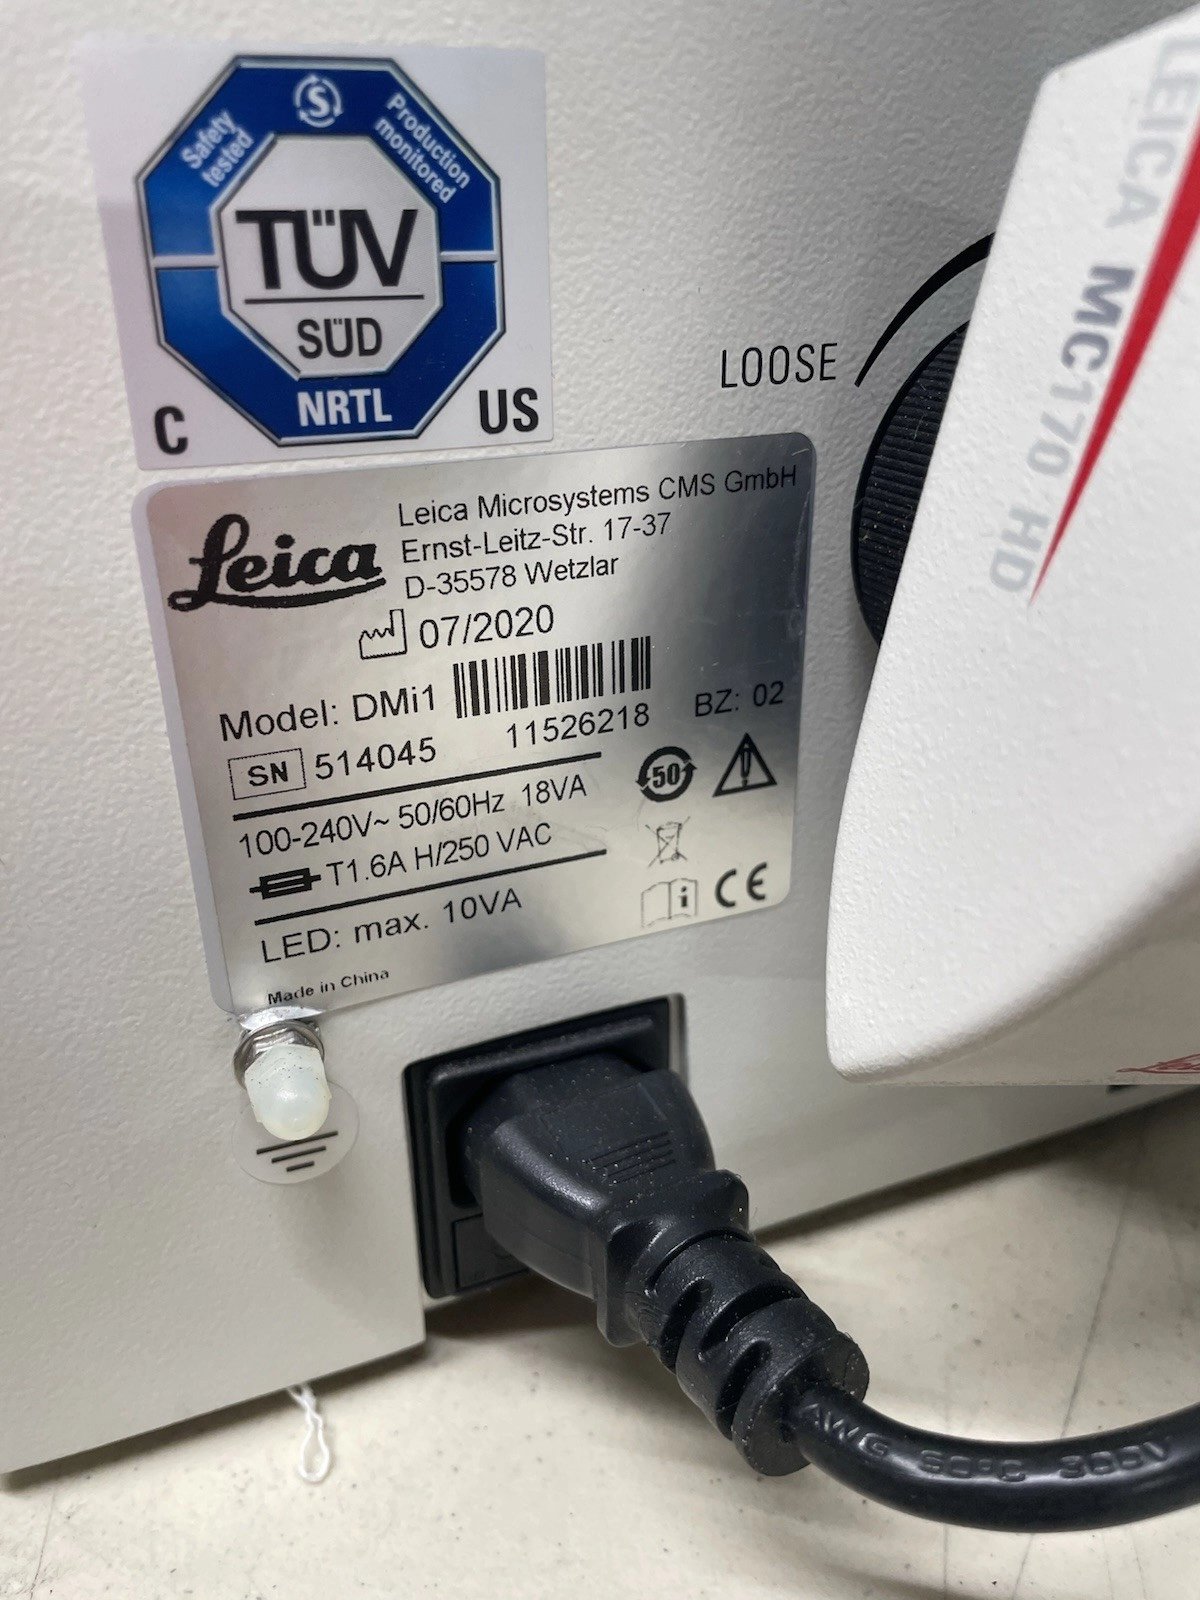 S
Safety
tested
Production
monitored
TÜV
SÜD
NRTL
C US
LOOSE
LEICA MC170 HD
Leica
Leica Microsystems CMS GmbH
Ernst-Leitz-Str. 17-37
D-35578 Wetzlar
07/2020
Model: DMi1
11526218
BZ: 02
SN 514045
100-240V~ 50/60Hz 18VA
T1.6A H/250 VAC
LED: max. 10VA
Made in China
50
i
CE
AWG 60°C 300V